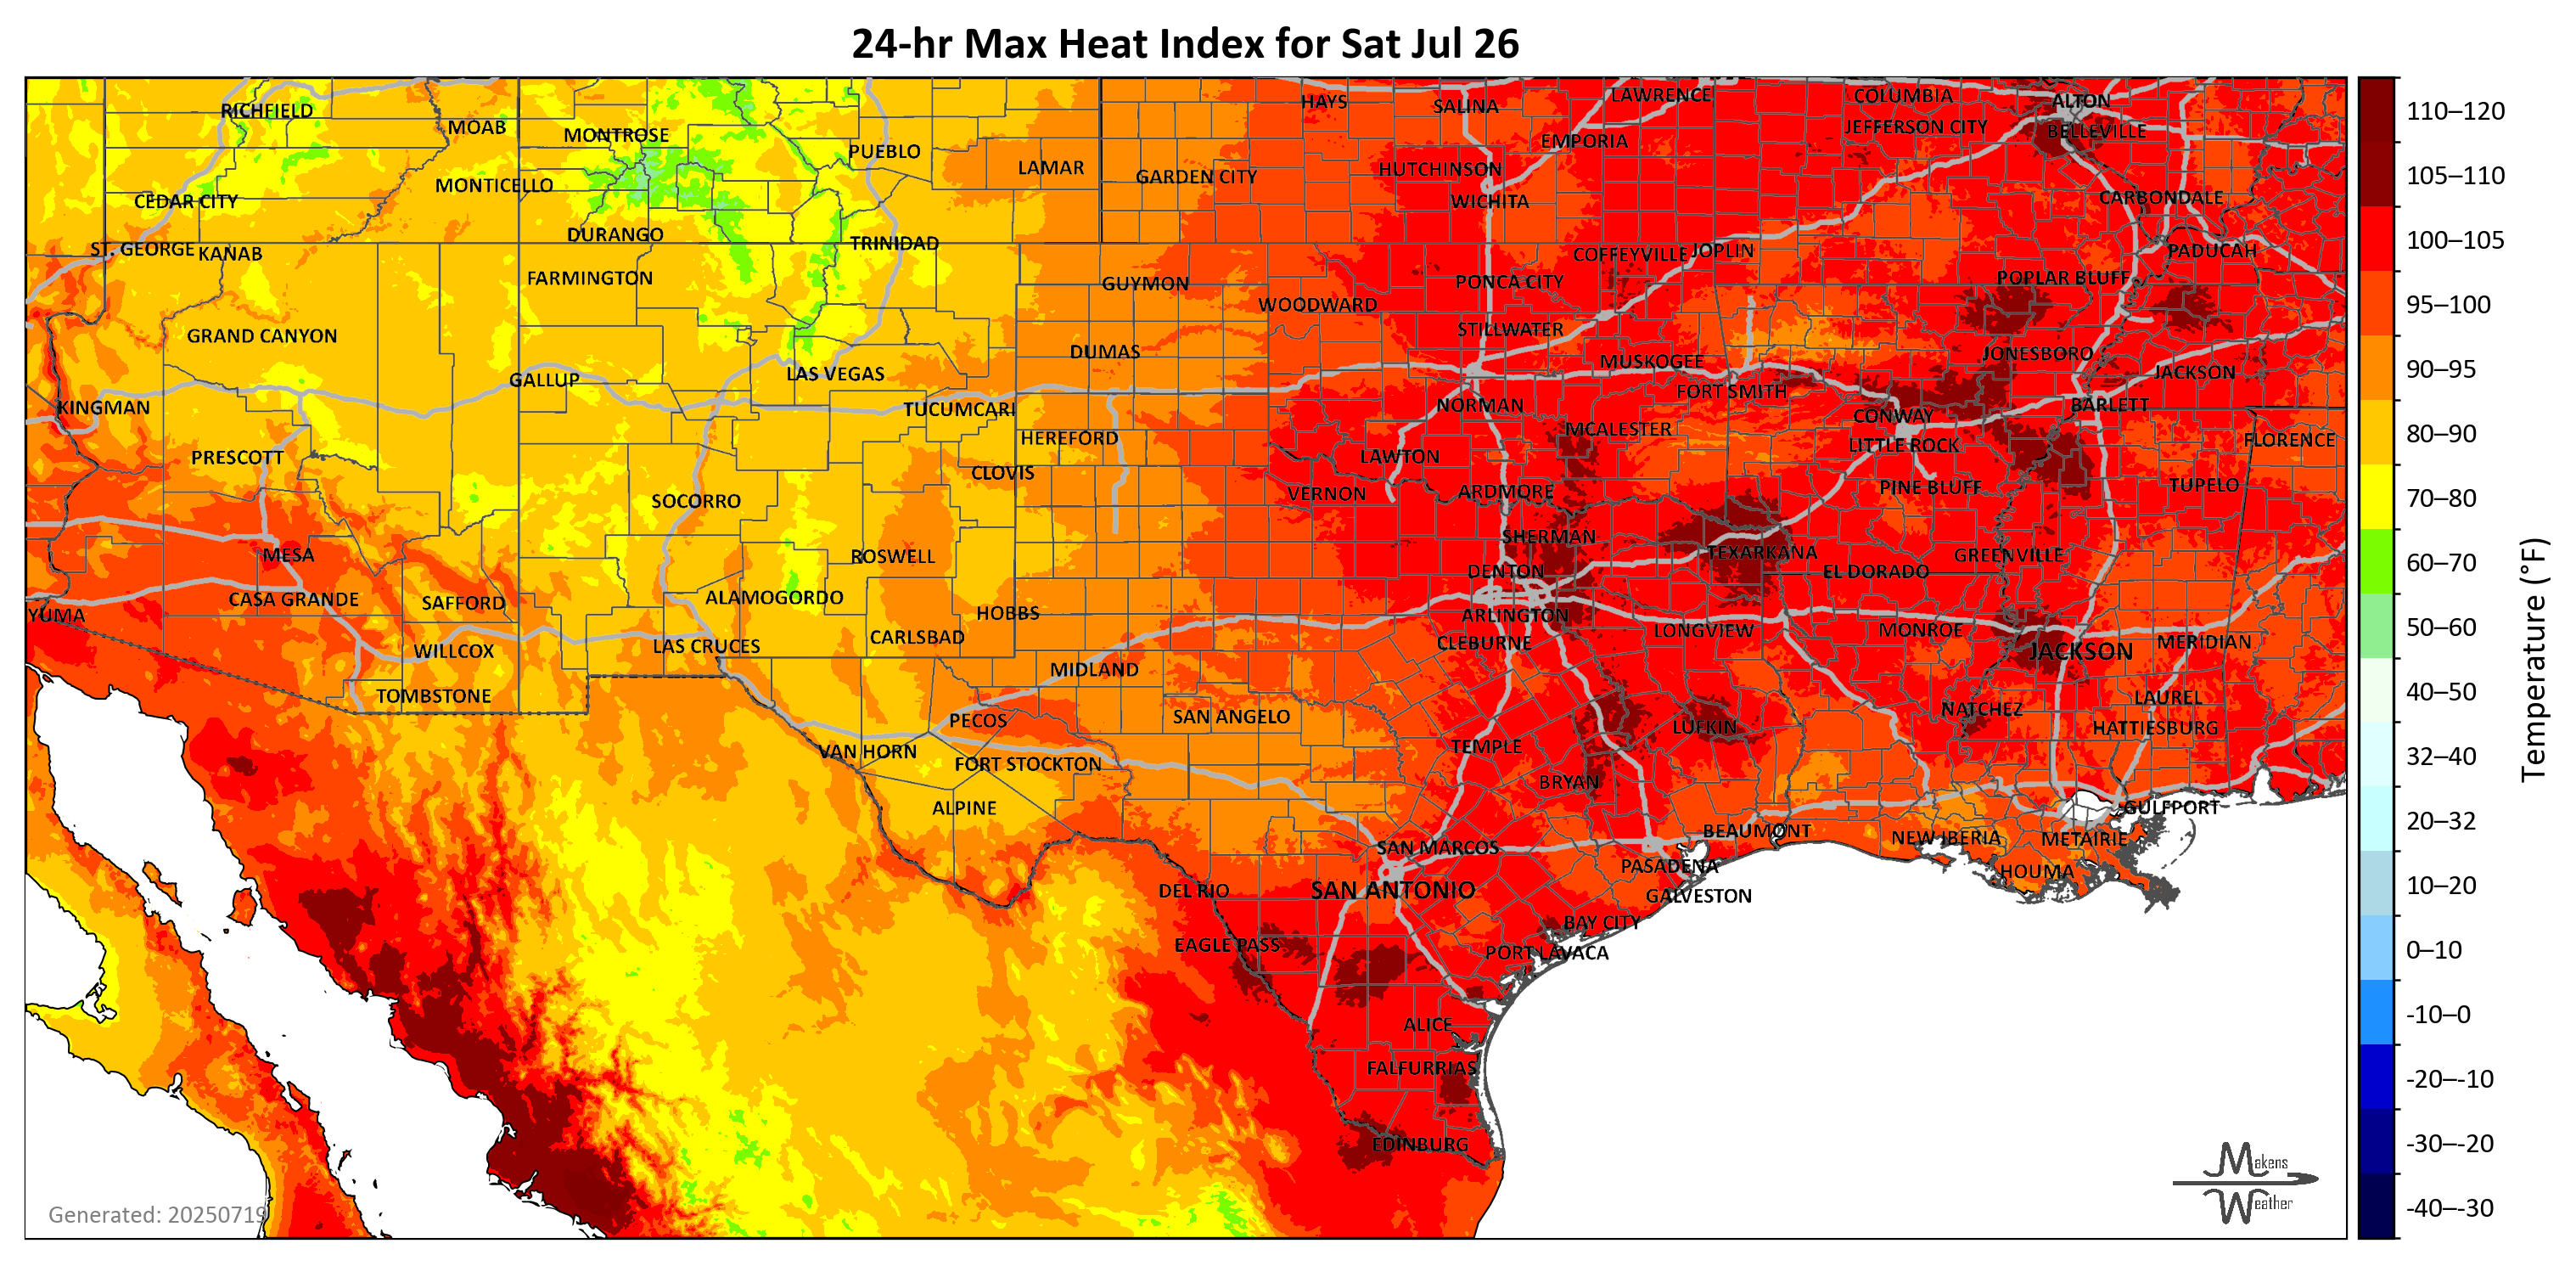 24-hr Max Heat Index for Sat Jul 26
RICHFIELD
MOAB
MONTROSE
PUEBLO
LAMAR
GARDEN CITY
HAYS
SALINA
LAWRENCE
EMPORIA
COLUMBIA
JEFFERSON CITY
ALTON
BELLEVILLE
HUTCHINSON
WICHITA
CEDAR CITY
MONTICELLO
CARBONDALE
ST. GEORGE
KANAB
DURANGO
TRINIDAD
COFFEYVILLE
JOPLIN
PADUCAH
FARMINGTON
GUYMON
PONCA CITY
POPLAR BLUFF
WOODWARD
GRAND CANYON
STILLWATER
DUMAS
JONESBORO
GALLUP
LAS VEGAS
MUSKOGEE
JACKSON
FORT SMITH
KINGMAN
TUCUMCARI
NORMAN
CONWAY
BARLETT
HEREFORD
MCALESTER
LITTLE ROCK
FLORENCE
PRESCOTT
CLOVIS
LAWTON
SOCORRO
VERNON
ARDMORE
PINE BLUFF
TUPELO
MESA
ROSWELL
SHERMAN
TEXARKANA
GREENVILLE
DENTON
EL DORADO
CASA GRANDE
SAFFORD
ALAMOGORDO
HOBBS
YUMA
ARLINGTON
CARLSBAD
LAS CRUCES
CLEBURNE
LONGVIEW
MONROE
WILLCOX
JACKSON
MERIDIAN
MIDLAND
TOMBSTONE
LAUREL
PECOS
SAN ANGELO
NATCHEZ
LUFKIN
HATTIESBURG
VAN HORN
FORT STOCKTON
TEMPLE
BRYAN
ALPINE
GULFPORT
BEAUMONT
NEW IBERIA
METAIRIE
SAN MARCOS
PASADENA
HOUMA
DEL RIO
SAN ANTONIO
GALVESTON
EAGLE PASS
BAY CITY
PORT LAVACA
ALICE
FALFURRIAS
EDINBURG
Generated: 20250719
Makens
Weather
110–120
105–110
100–105
95–100
90–95
80–90
70–80
60–70
50–60
40–50
32–40
20–32
10–20
0–10
-10–0
-20–-10
-30–-20
-40–-30
Temperature (°F)